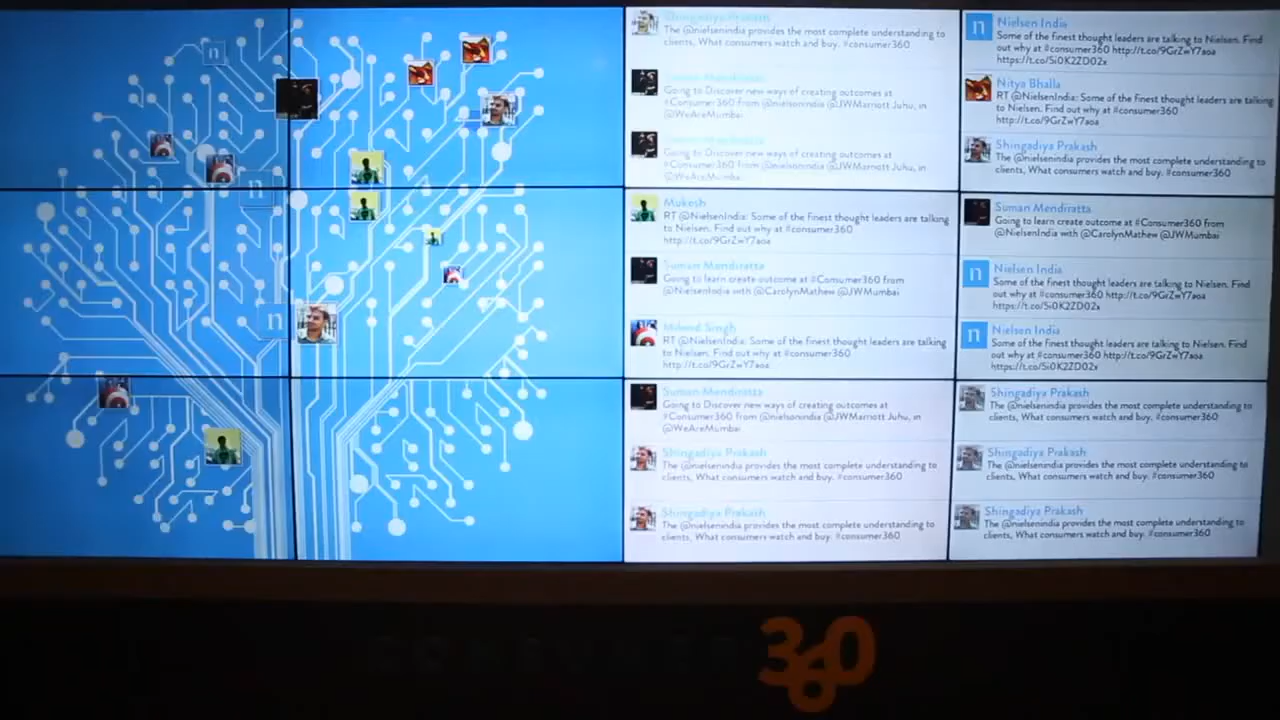 n
n
n
Shingadiya Prakash
The @nielsenindia provides the most complete understanding to
clients, What consumers watch and buy. #consumer360
Suman Mendiratta
Going to Discover new ways of creating outcomes at
#Consumer360 from @nielsonindia @JWMarriott Juhu, in
@WeAreMumbai
Suman Mendiratta
Going to Discover new ways of creating outcomes at
#Consumer360 from @nielsonindia @JWMarriott Juhu, in
@WeAreMumbai
Mukesh
RT @NielsenIndia: Some of the finest thought leaders are talking
to Nielsen. Find out why at #consumer360
http://t.co/9GrZwY7aoa
Suman Mendiratta
Going to learn create outcome at #Consumer360 from
@NielsenIndia with @CarolynMathew @JWMumbai
Milind Singh
RT @NielsenIndia: Some of the finest thought leaders are talking
to Nielsen. Find out why at #consumer360
http://t.co/9GrZwY7aoa
Suman Mendiratta
Going to Discover new ways of creating outcomes at
#Consumer360 from @nielsonindia @JWMarriott Juhu, in
@WeAreMumbai
Shingadiya Prakash
The @nielsenindia provides the most complete understanding to
clients, What consumers watch and buy. #consumer360
Shingadiya Prakash
The @nielsenindia provides the most complete understanding to
clients, What consumers watch and buy. #consumer360
n
Nielsen India
Some of the finest thought leaders are talking to Nielsen. Find
out why at #consumer360 http://t.co/9GrZwY7aoa
https://t.co/5i0K2ZD02x
Nitya Bhalla
RT @NielsenIndia: Some of the finest thought leaders are talking
to Nielsen. Find out why at #consumer360
http://t.co/9GrZwY7aoa
Shingadiya Prakash
The @nielsenindia provides the most complete understanding to
clients, What consumers watch and buy. #consumer360
Suman Mendiratta
Going to learn create outcome at #Consumer360 from
@NielsenIndia with @CarolynMathew @JWMumbai
n
Nielsen India
Some of the finest thought leaders are talking to Nielsen. Find
out why at #consumer360 http://t.co/9GrZwY7aoa
https://t.co/5i0K2ZD02x
n
Nielsen India
Some of the finest thought leaders are talking to Nielsen. Find
out why at #consumer360 http://t.co/9GrZwY7aoa
https://t.co/5i0K2ZD02x
Shingadiya Prakash
The @nielsenindia provides the most complete understanding to
clients, What consumers watch and buy. #consumer360
Shingadiya Prakash
The @nielsenindia provides the most complete understanding to
clients, What consumers watch and buy. #consumer360
Shingadiya Prakash
The @nielsenindia provides the most complete understanding to
clients, What consumers watch and buy. #consumer360
CONSUMER 360